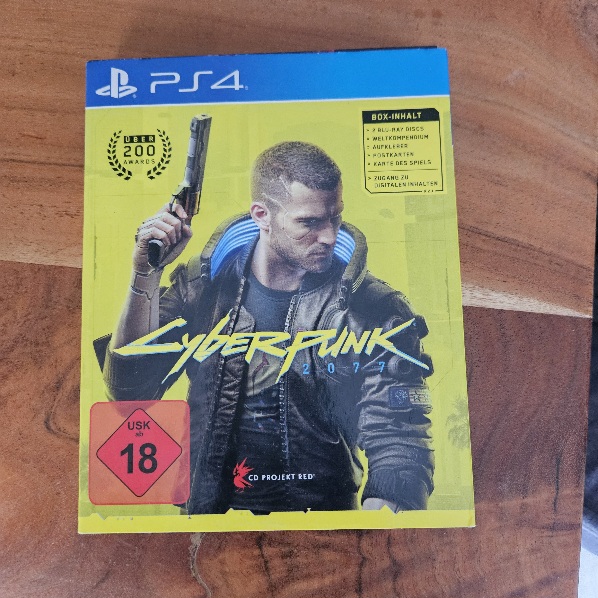 PS4
ÜBER
200
AWARDS
BOX-INHALT
• 2 BLU-RAY DISCS
• WELTKOMPENDIUM
• AUFKLEBER
• POSTKARTEN
• KARTE DES SPIELS
> ZUGANG ZU
DIGITALEN INHALTEN
CYBERPUNK
2077
USK
ab
18
CD PROJEKT RED®